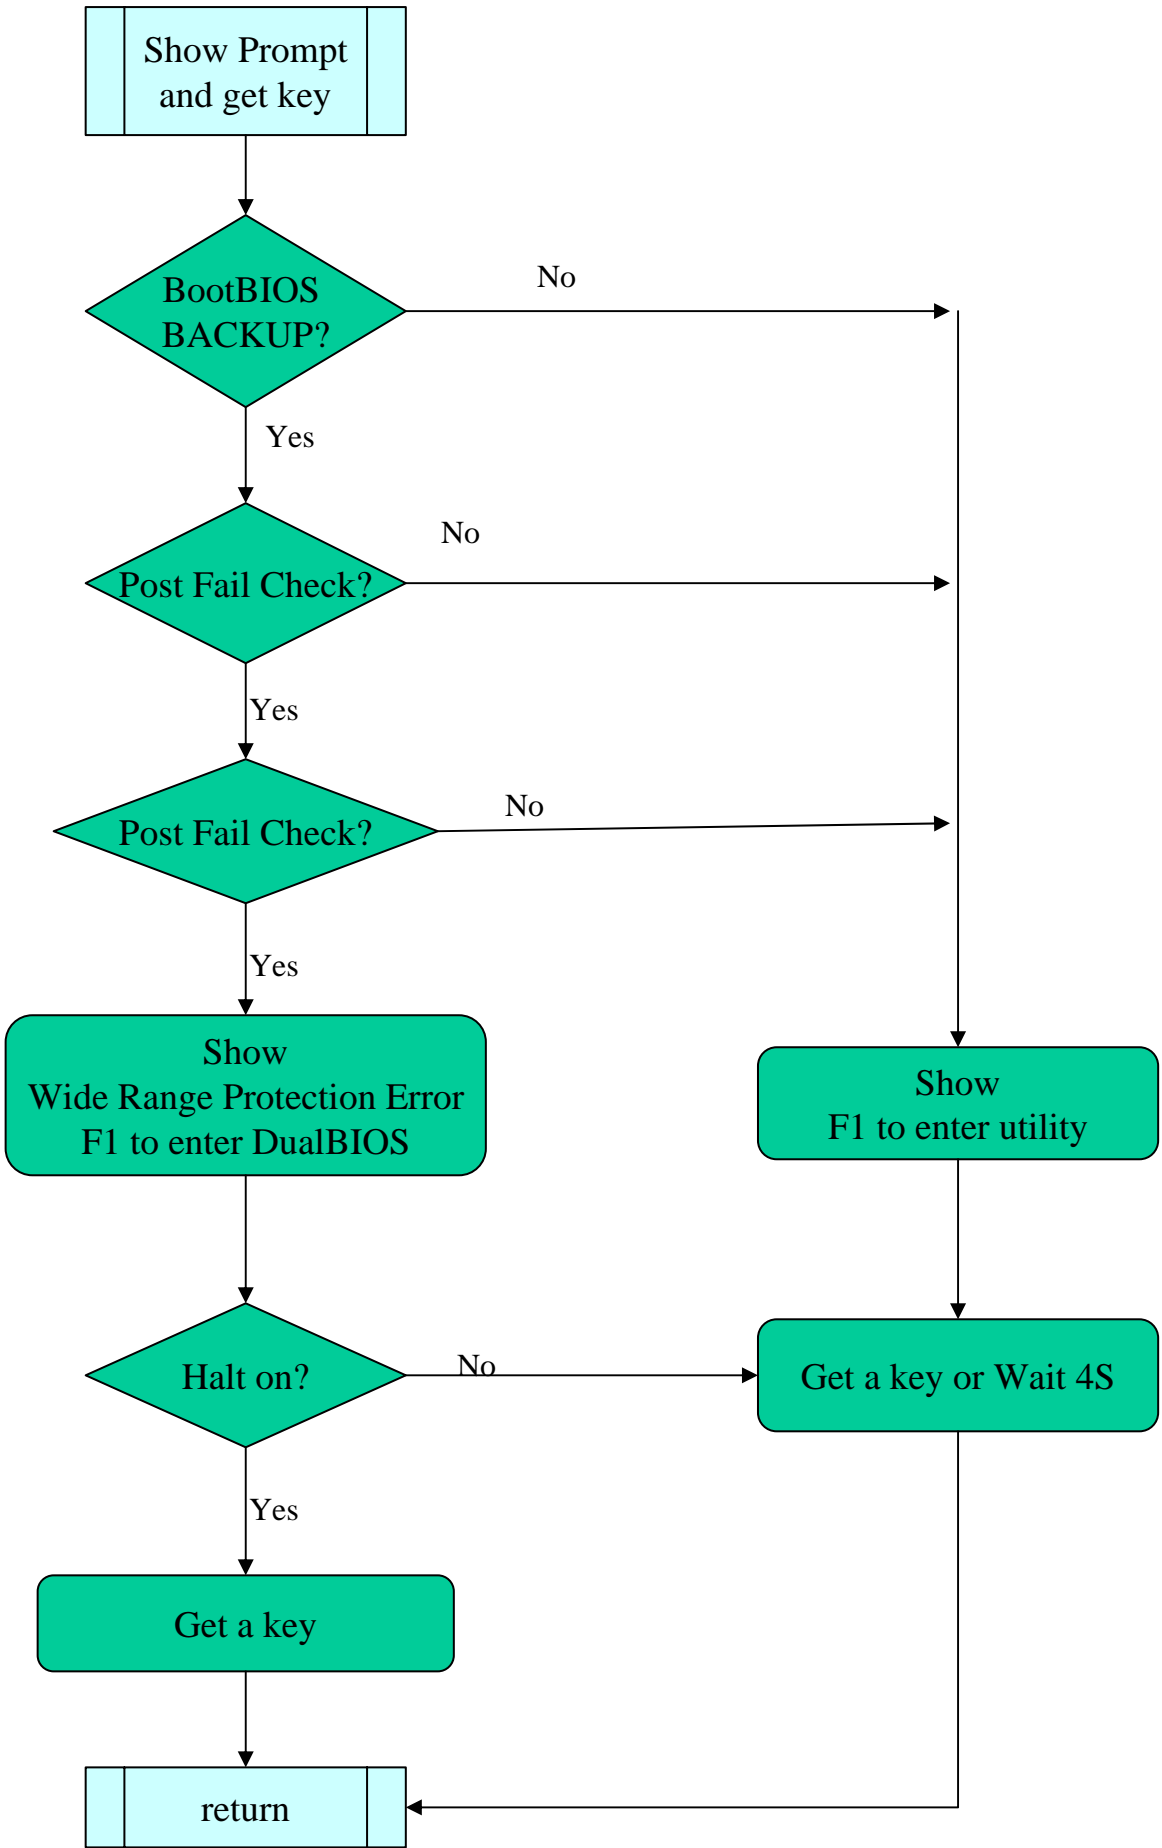 Show Prompt
and get key
BootBIOS
BACKUP?
No
Yes
Post Fail Check?
No
Yes
Post Fail Check?
No
Yes
Show
Wide Range Protection Error
F1 to enter DualBIOS
Show
F1 to enter utility
Halt on?
No
Get a key or Wait 4S
Yes
Get a key
return